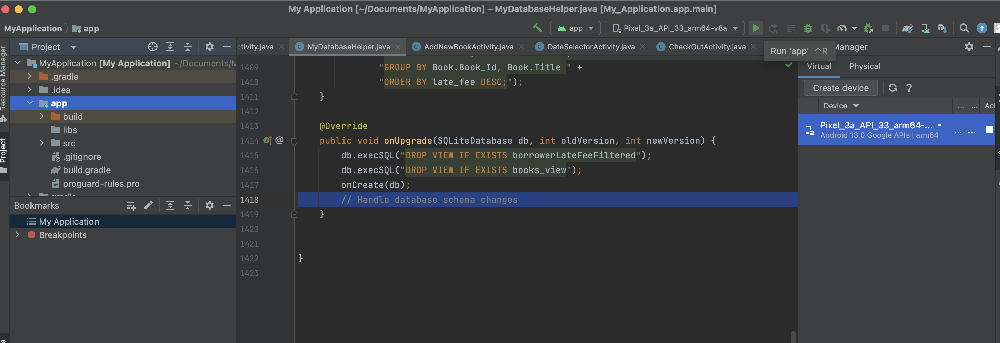 My Application [~/Documents/MyApplication] – MyDatabaseHelper.java [My_Application.app.main]
MyApplication
app
app
Pixel_3a_API_33_arm64-v8a
Resource Manager
Project
Project
MyApplication [My Application] ~/Documents/M
.gradle
.idea
app
build
libs
src
.gitignore
build.gradle
proguard-rules.pro
Bookmarks
My Application
Breakpoints
ctivity.java
MyDatabaseHelper.java
AddNewBookActivity.java
DateSelectorActivity.java
CheckOutActivity.java
Run 'app' ^R
Manager
1409 "GROUP BY Book.Book_Id, Book.Title " +
1410 "ORDER BY late_fee DESC;");
1411 }
1412
1413 @Override
1414 @ public void onUpgrade(SQLiteDatabase db, int oldVersion, int newVersion) {
1415 db.execSQL("DROP VIEW IF EXISTS borrowerLateFeeFiltered");
1416 db.execSQL("DROP VIEW IF EXISTS books_view");
1417 onCreate(db);
1418 // Handle database schema changes
1419 }
1420
1421
1422 }
1423
Virtual
Physical
Create device
?
Device ... ... Act
Pixel_3a_API_33_arm64-...
Android 13.0 Google APIs | arm64
... ...